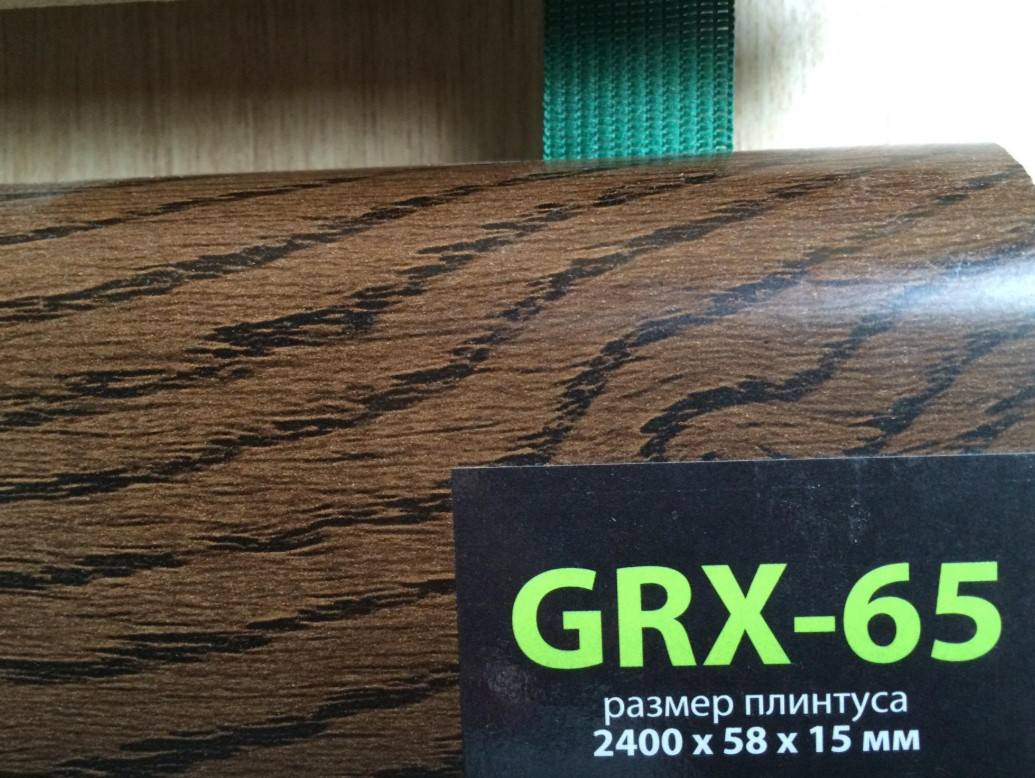 GRX-65
размер плинтуса
2400 x 58 x 15 мм